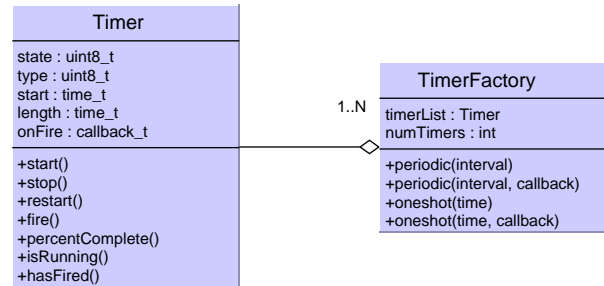 Timer
state : uint8_t
type : uint8_t
start : time_t
length : time_t
onFire : callback_t
+start()
+stop()
+restart()
+fire()
+percentComplete()
+isRunning()
+hasFired()
1..N
TimerFactory
timerList : Timer
numTimers : int
+periodic(interval)
+periodic(interval, callback)
+oneshot(time)
+oneshot(time, callback)